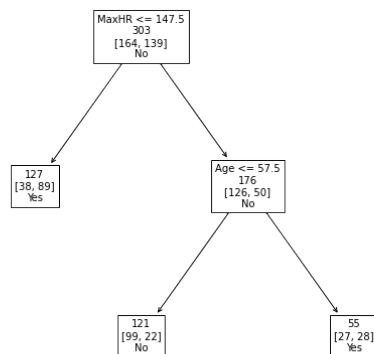 MaxHR <= 147.5
303
[164, 139]
No
127
[38, 89]
Yes
Age <= 57.5
176
[126, 50]
No
121
[99, 22]
No
55
[27, 28]
Yes